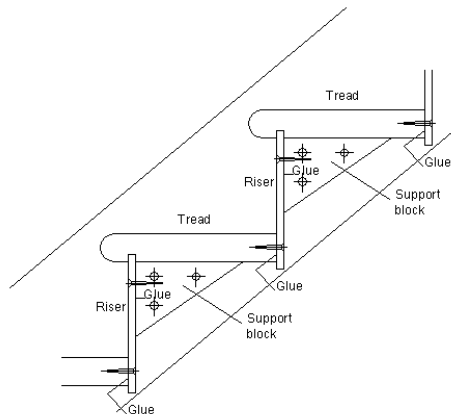 Tread
Glue
Glue
Riser
Support
block
Tread
Glue
Glue
Riser
Support
block
Glue